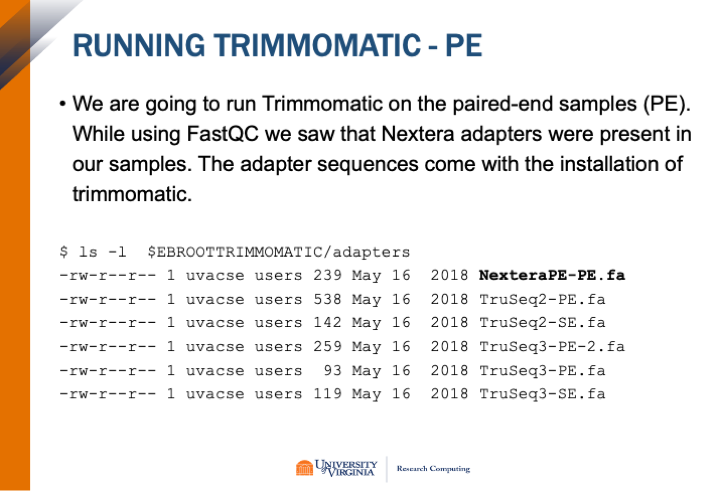 RUNNING TRIMMOMATIC - PE
• We are going to run Trimmomatic on the paired-end samples (PE).
While using FastQC we saw that Nextera adapters were present in
our samples. The adapter sequences come with the installation of
trimmomatic.
$ ls -l  $EBROOTTRIMMOMATIC/adapters
-rw-r--r-- 1 uvacse users 239 May 16  2018 NexteraPE-PE.fa
-rw-r--r-- 1 uvacse users 538 May 16  2018 TruSeq2-PE.fa
-rw-r--r-- 1 uvacse users 142 May 16  2018 TruSeq2-SE.fa
-rw-r--r-- 1 uvacse users 259 May 16  2018 TruSeq3-PE-2.fa
-rw-r--r-- 1 uvacse users  93 May 16  2018 TruSeq3-PE.fa
-rw-r--r-- 1 uvacse users 119 May 16  2018 TruSeq3-SE.fa
UNIVERSITY
of VIRGINIA
Research Computing